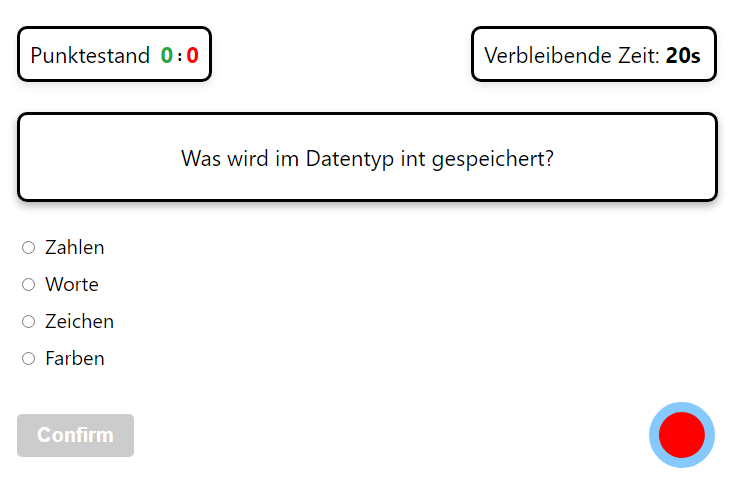 Punktestand 0:0
Verbleibende Zeit: 20s
Was wird im Datentyp int gespeichert?
Zahlen
Worte
Zeichen
Farben
Confirm